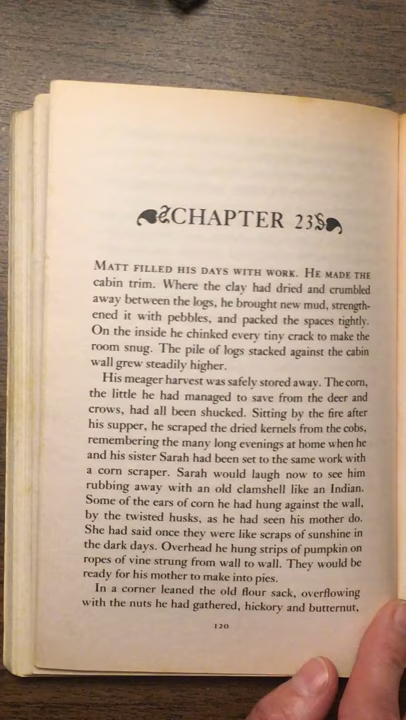 CHAPTER 23
MATT FILLED HIS DAYS WITH WORK. HE MADE THE
cabin trim. Where the clay had dried and crumbled
away between the logs, he brought new mud, strength-
ened it with pebbles, and packed the spaces tightly.
On the inside he chinked every tiny crack to make the
room snug. The pile of logs stacked against the cabin
wall grew steadily higher.
His meager harvest was safely stored away. The corn,
the little he had managed to save from the deer and
crows, had all been shucked. Sitting by the fire after
his supper, he scraped the dried kernels from the cobs,
remembering the many long evenings at home when he
and his sister Sarah had been set to the same work with
a corn scraper. Sarah would laugh now to see him
rubbing away with an old clamshell like an Indian.
Some of the ears of corn he had hung against the wall,
by the twisted husks, as he had seen his mother do.
She had said once they were like scraps of sunshine in
the dark days. Overhead he hung strips of pumpkin on
ropes of vine strung from wall to wall. They would be
ready for his mother to make into pies.
In a corner leaned the old flour sack, overflowing
with the nuts he had gathered, hickory and butternut,
120